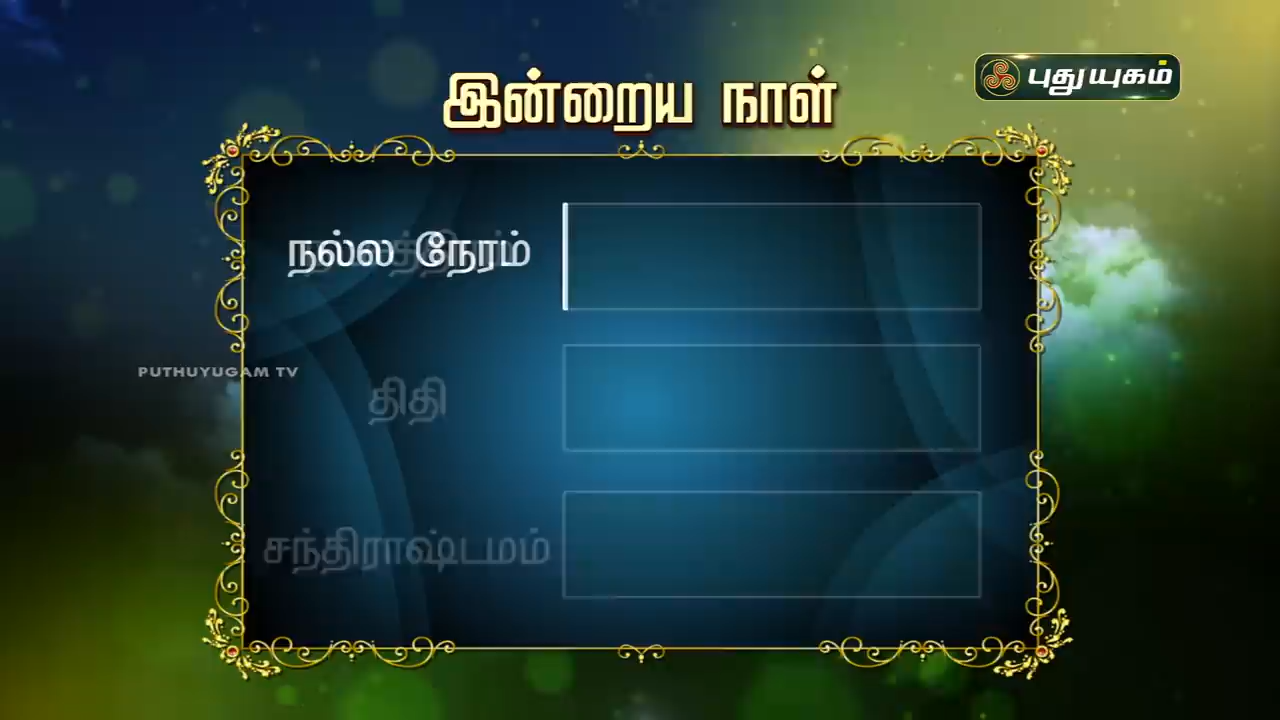 இன்றைய நாள்
புதுயுகம்
நல்ல நேரம்
PUTHUYUGAM TV
திதி
சந்திராஷ்டமம்